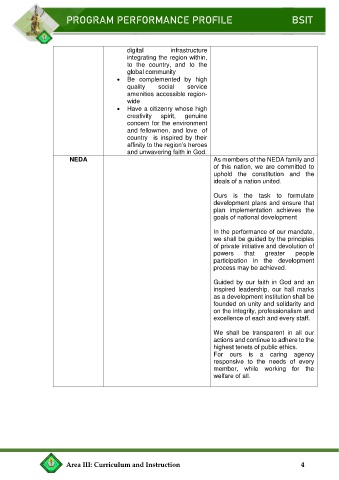 PROGRAM PERFORMANCE PROFILE BSIT
digital infrastructure
integrating the region within,
to the country, and to the
global community
• Be complemented by high
quality social service
amenities accessible region-
wide
• Have a citizenry whose high
creativity spirit, genuine
concern for the environment
and fellowmen, and love of
country is inspired by their
affinity to the region's heroes
and unwavering faith in God.
NEDA
As members of the NEDA family and
of this nation, we are committed to
uphold the constitution and the
ideals of a nation united.
Ours is the task to formulate
development plans and ensure that
plan implementation achieves the
goals of national development
In the performance of our mandate,
we shall be guided by the principles
of private initiative and devolution of
powers that greater people
participation in the development
process may be achieved.
Guided by our faith in God and an
inspired leadership, our hall marks
as a development institution shall be
founded on unity and solidarity and
on the integrity, professionalism and
excellence of each and every staff.
We shall be transparent in all our
actions and continue to adhere to the
highest tenets of public ethics.
For ours is a caring agency
responsive to the needs of every
member, while working for the
welfare of all.
Area III: Curriculum and Instruction 4